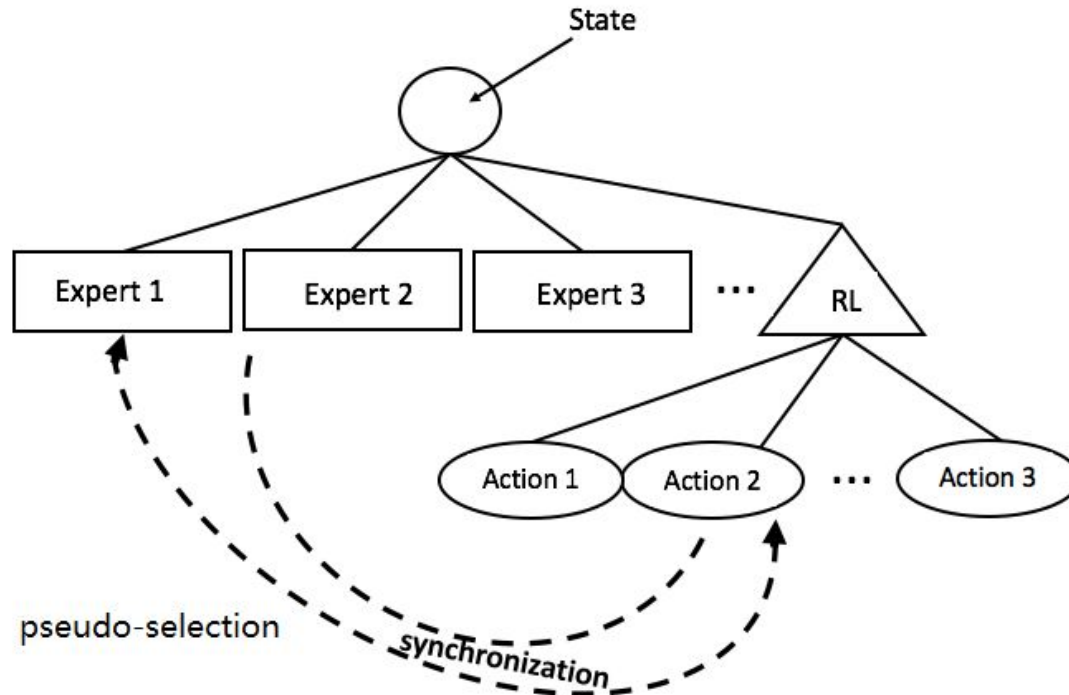 State
Expert 1
Expert 2
Expert 3
...
RL
Action 1
Action 2
...
Action 3
pseudo-selection
synchronization